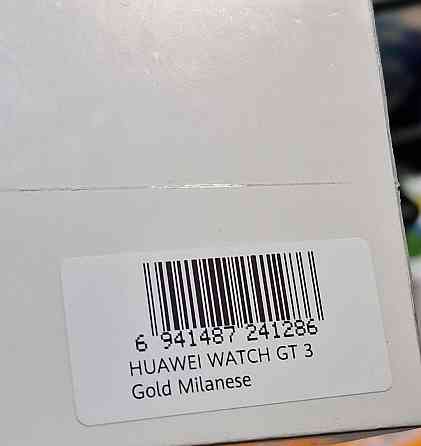 6 941487 241286
HUAWEI WATCH GT 3
Gold Milanese